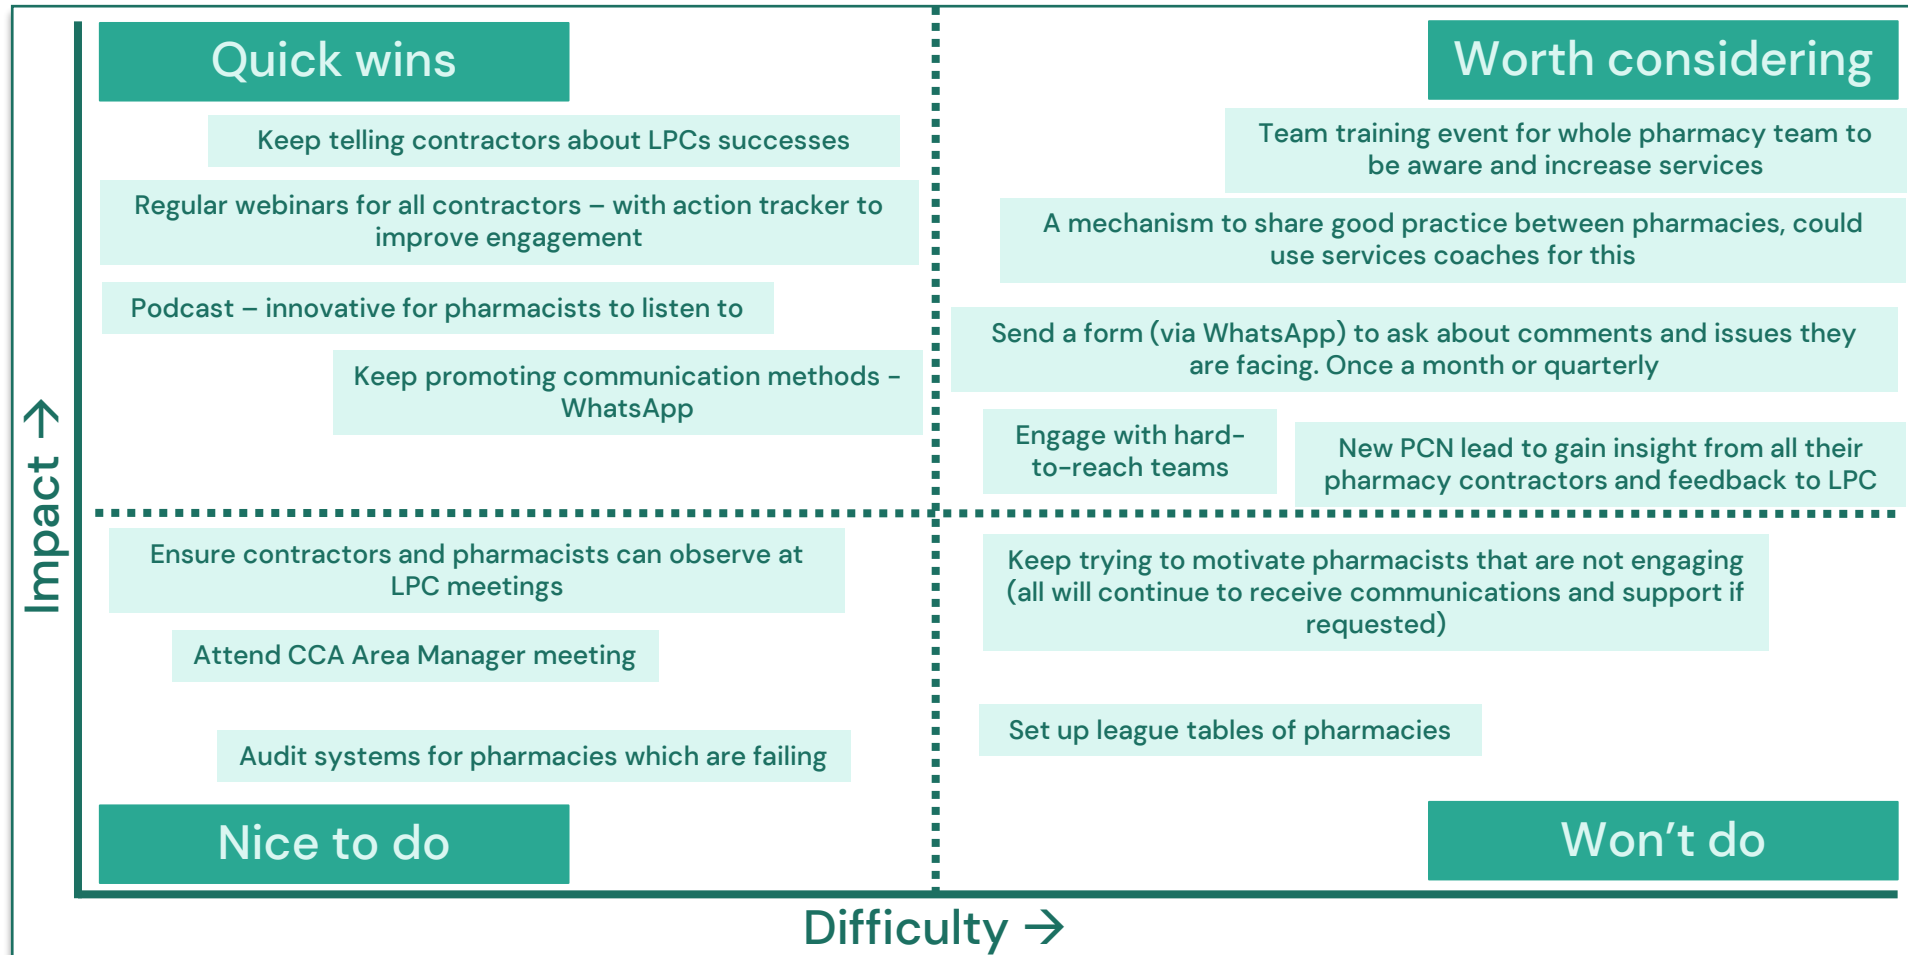 Quick wins
Keep telling contractors about LPCs successes
Regular webinars for all contractors – with action tracker to
improve engagement
Podcast – innovative for pharmacists to listen to
Keep promoting communication methods –
WhatsApp
Worth considering
Team training event for whole pharmacy team to
be aware and increase services
A mechanism to share good practice between pharmacies, could
use services coaches for this
Send a form (via WhatsApp) to ask about comments and issues they
are facing. Once a month or quarterly
Engage with hard-
to-reach teams
New PCN lead to gain insight from all their
pharmacy contractors and feedback to LPC
Impact →
Ensure contractors and pharmacists can observe at
LPC meetings
Attend CCA Area Manager meeting
Audit systems for pharmacies which are failing
Nice to do
Keep trying to motivate pharmacists that are not engaging
(all will continue to receive communications and support if
requested)
Set up league tables of pharmacies
Won’t do
Difficulty →